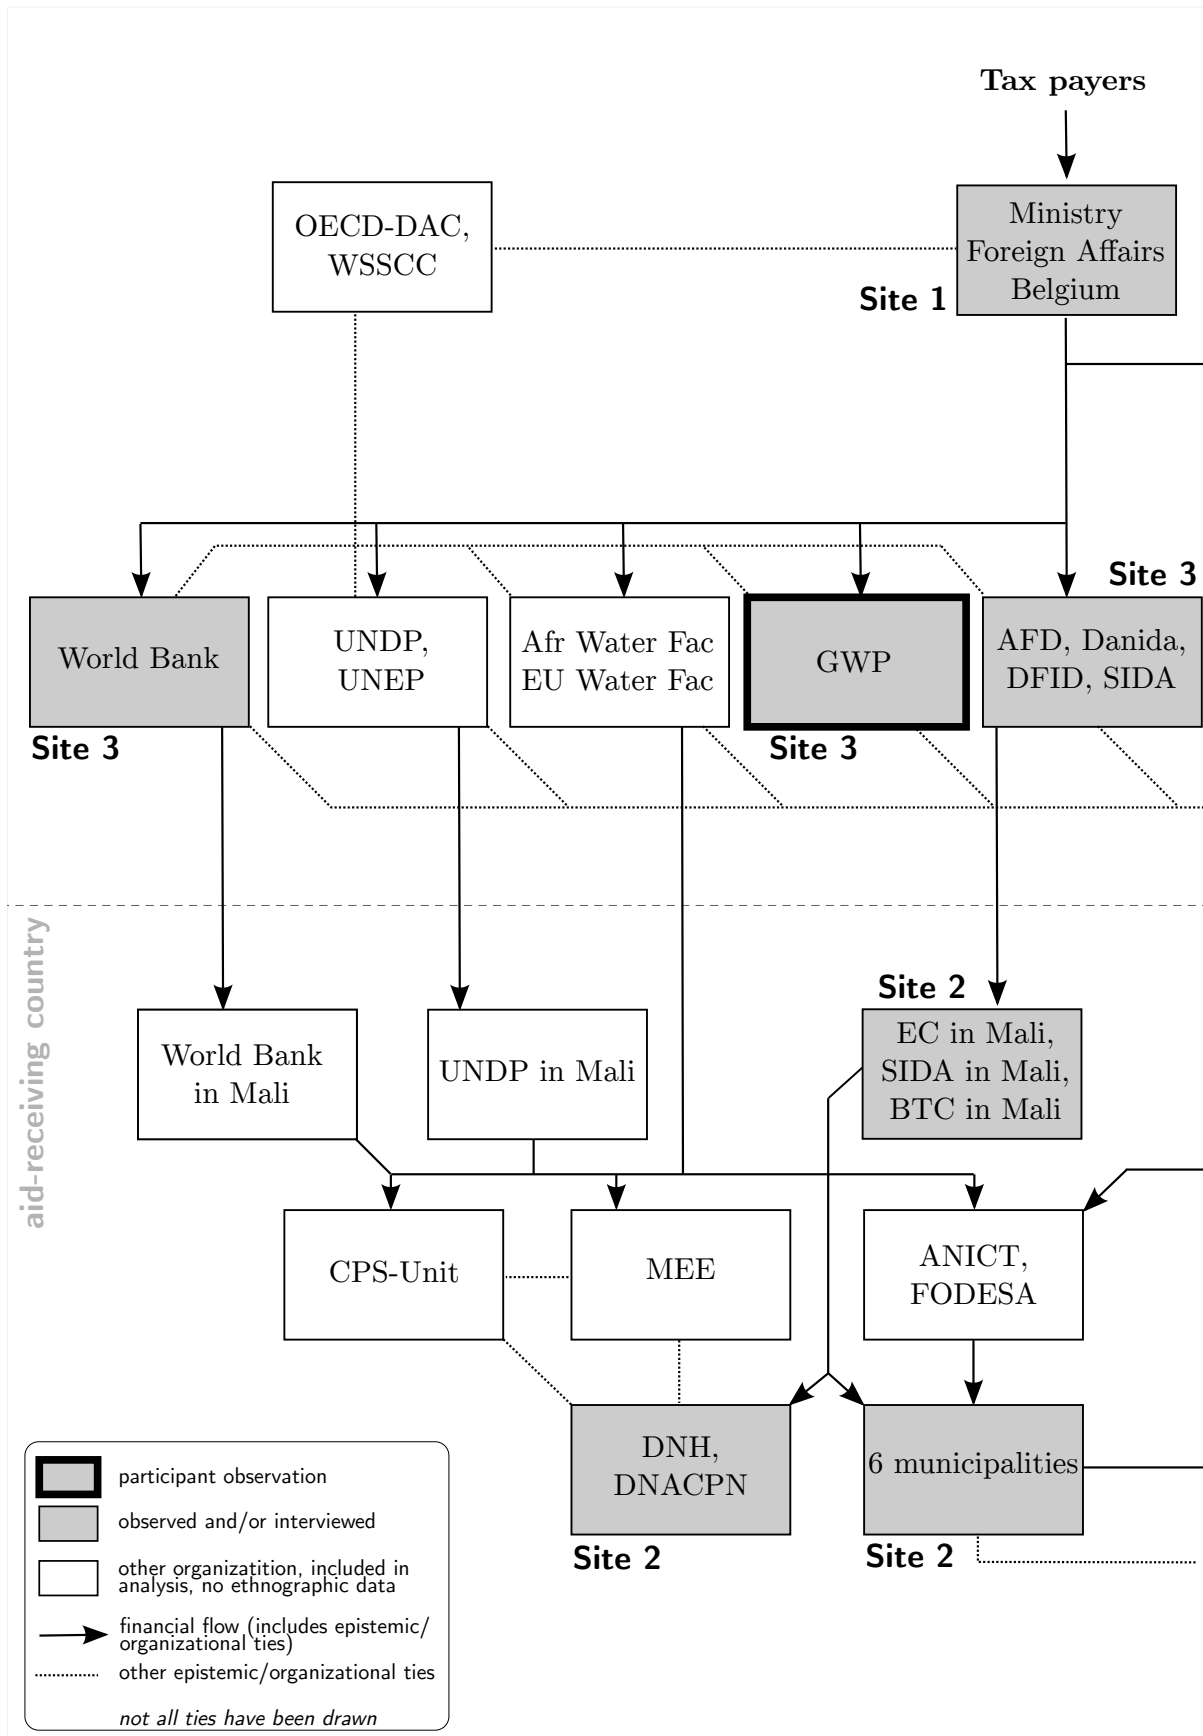 Tax payers
OECD-DAC,
WSSCC
Ministry
Foreign Affairs
Belgium
Site 1
Site 3
World Bank
UNDP,
UNEP
Afr Water Fac
EU Water Fac
GWP
AFD, Danida,
DFID, SIDA
Site 3
Site 3
aid-receiving country
Site 2
World Bank
in Mali
UNDP in Mali
EC in Mali,
SIDA in Mali,
BTC in Mali
CPS-Unit
MEE
ANICT,
FODESA
DNH,
DNACPN
6 municipalities
Site 2
Site 2
participant observation
observed and/or interviewed
other organizatition, included in
analysis, no ethnographic data
financial flow (includes epistemic/
organizational ties)
other epistemic/organizational ties
not all ties have been drawn